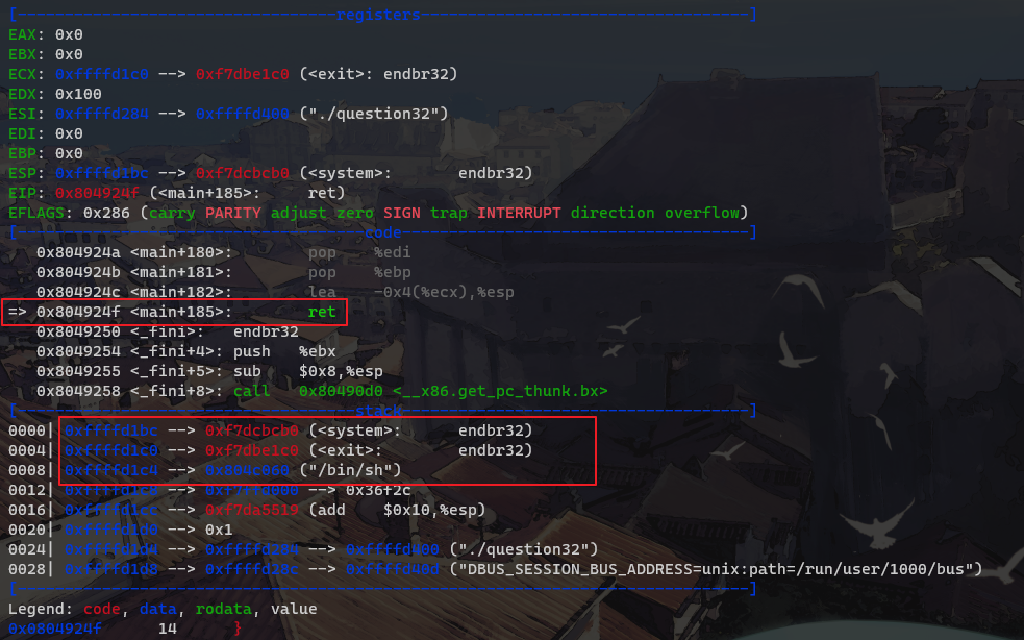 [----------------------------------registers-----------------------------------]
EAX: 0x0
EBX: 0x0
ECX: 0xffffd1c0 --> 0xf7dbe1c0 (<exit>: endbr32)
EDX: 0x100
ESI: 0xffffd284 --> 0xffffd400 ("./question32")
EDI: 0x0
EBP: 0x0
ESP: 0xffffd1bc --> 0xf7dcbcb0 (<system>: endbr32)
EIP: 0x804924f (<main+185>: ret)
EFLAGS: 0x286 (carry PARITY adjust zero SIGN trap INTERRUPT direction overflow)
[-------------------------------------code-------------------------------------]
0x804924a <main+180>: pop %edi
0x804924b <main+181>: pop %ebp
0x804924c <main+182>: lea -0x4(%ecx),%esp
=> 0x804924f <main+185>: ret
0x8049250 <_fini>: endbr32
0x8049254 <_fini+4>: push %ebx
0x8049255 <_fini+5>: sub $0x8,%esp
0x8049258 <_fini+8>: call 0x80490d0 <__x86.get_pc_thunk.bx>
[------------------------------------stack-------------------------------------]
0000| 0xffffd1bc --> 0xf7dcbcb0 (<system>: endbr32)
0004| 0xffffd1c0 --> 0xf7dbe1c0 (<exit>: endbr32)
0008| 0xffffd1c4 --> 0x804c060 ("/bin/sh")
0012| 0xffffd1c8 --> 0xf7ffd000 --> 0x36f2c
0016| 0xffffd1cc --> 0xf7da5519 (add $0x10,%esp)
0020| 0xffffd1d0 --> 0x1
0024| 0xffffd1d4 --> 0xffffd284 --> 0xffffd400 ("./question32")
0028| 0xffffd1d8 --> 0xffffd28c --> 0xffffd40d ("DBUS_SESSION_BUS_ADDRESS=unix:path=/run/user/1000/bus")
[------------------------------------------------------------------------------]
Legend: code, data, rodata, value
0x0804924f 14 }